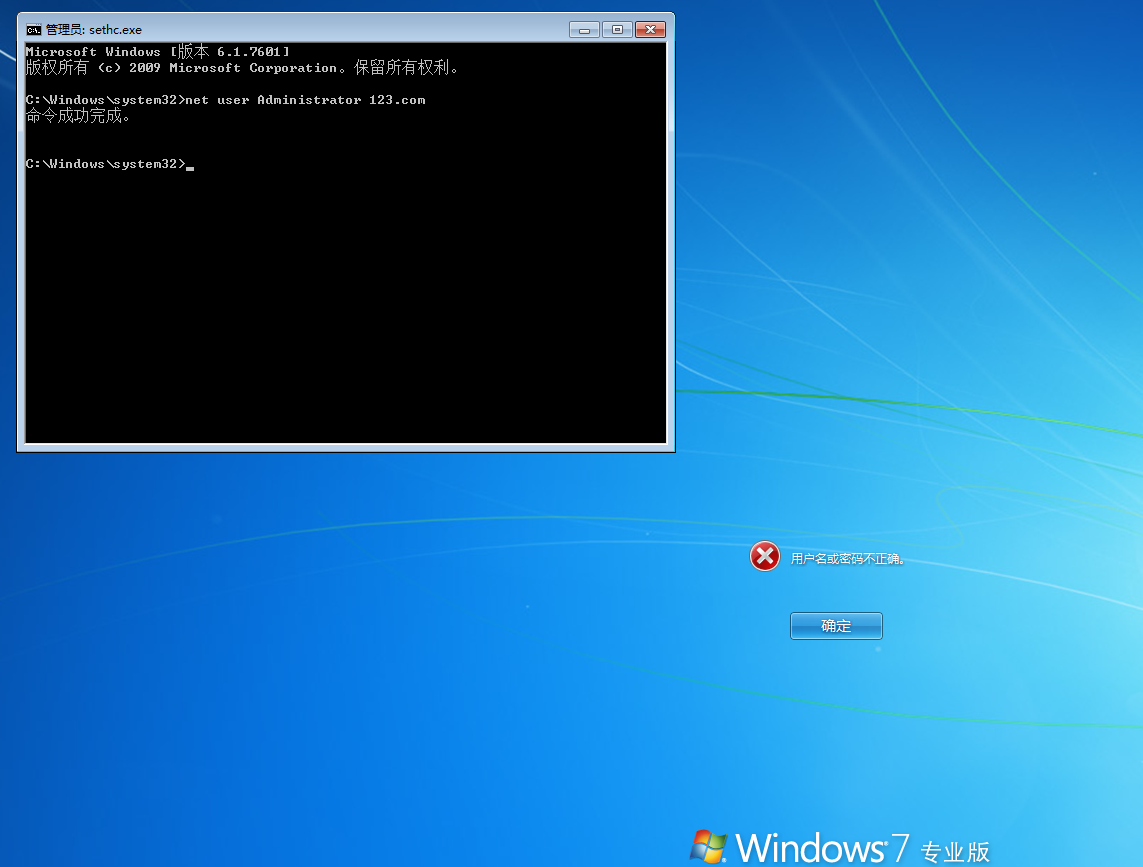 管理员: sethc.exe
Microsoft Windows [版本 6.1.7601]
版权所有 (c) 2009 Microsoft Corporation。保留所有权利。
C:\Windows\system32>net user Administrator 123.com
命令成功完成。
C:\Windows\system32>
用户名或密码不正确。
确定
Windows 7 专业版